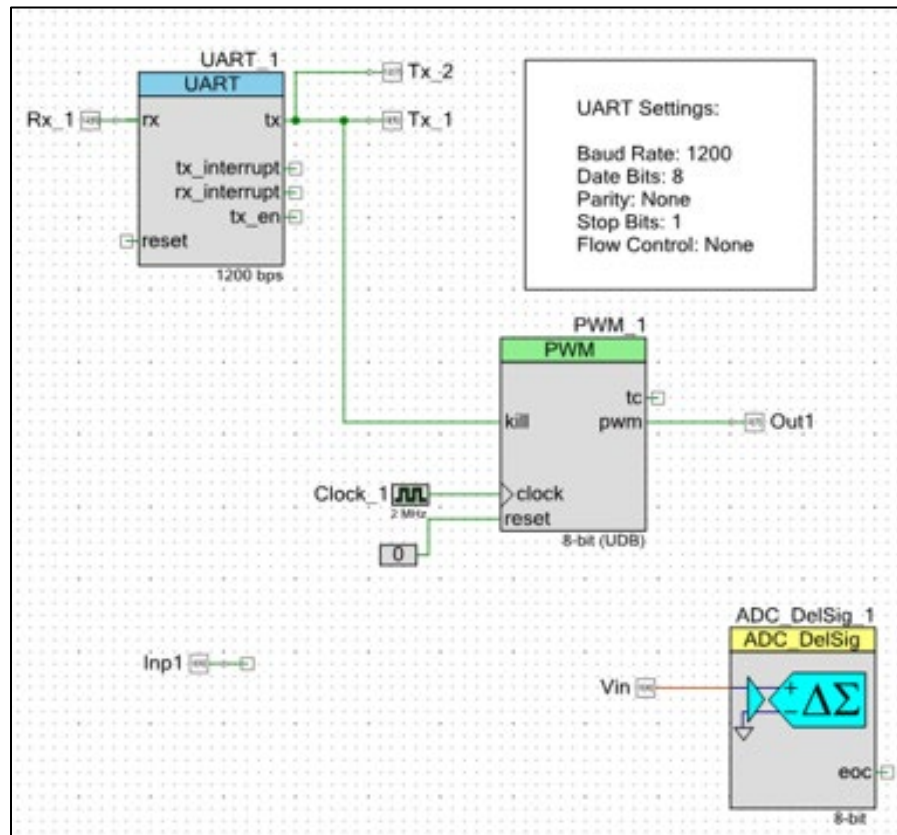 UART_1
UART
Rx_1
rx
tx
Tx_2
Tx_1
tx_interrupt
rx_interrupt
tx_en
reset
1200 bps
UART Settings:
Baud Rate: 1200
Date Bits: 8
Parity: None
Stop Bits: 1
Flow Control: None
PWM_1
PWM
tc
kill
pwm
Out1
Clock_1
2 MHz
clock
reset
0
8-bit (UDB)
Inp1
ADC_DelSig_1
ADC_DelSig
Vin
+
−
ΔΣ
eoc
8-bit